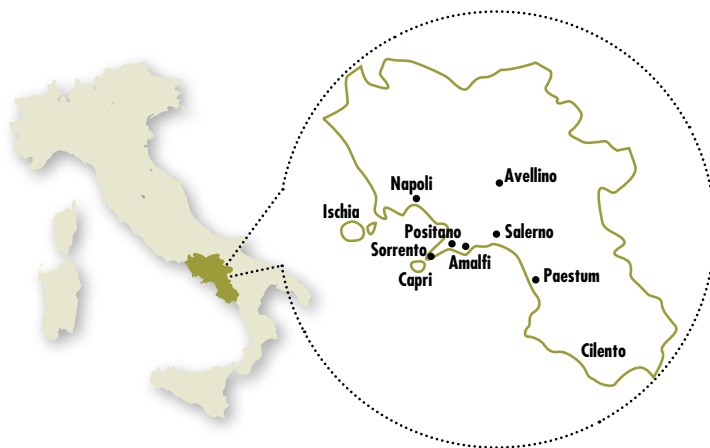 Avellino
Napoli
Ischia
Positano
Salerno
Sorrento
Amalfi
Capri
Paestum
Cilento